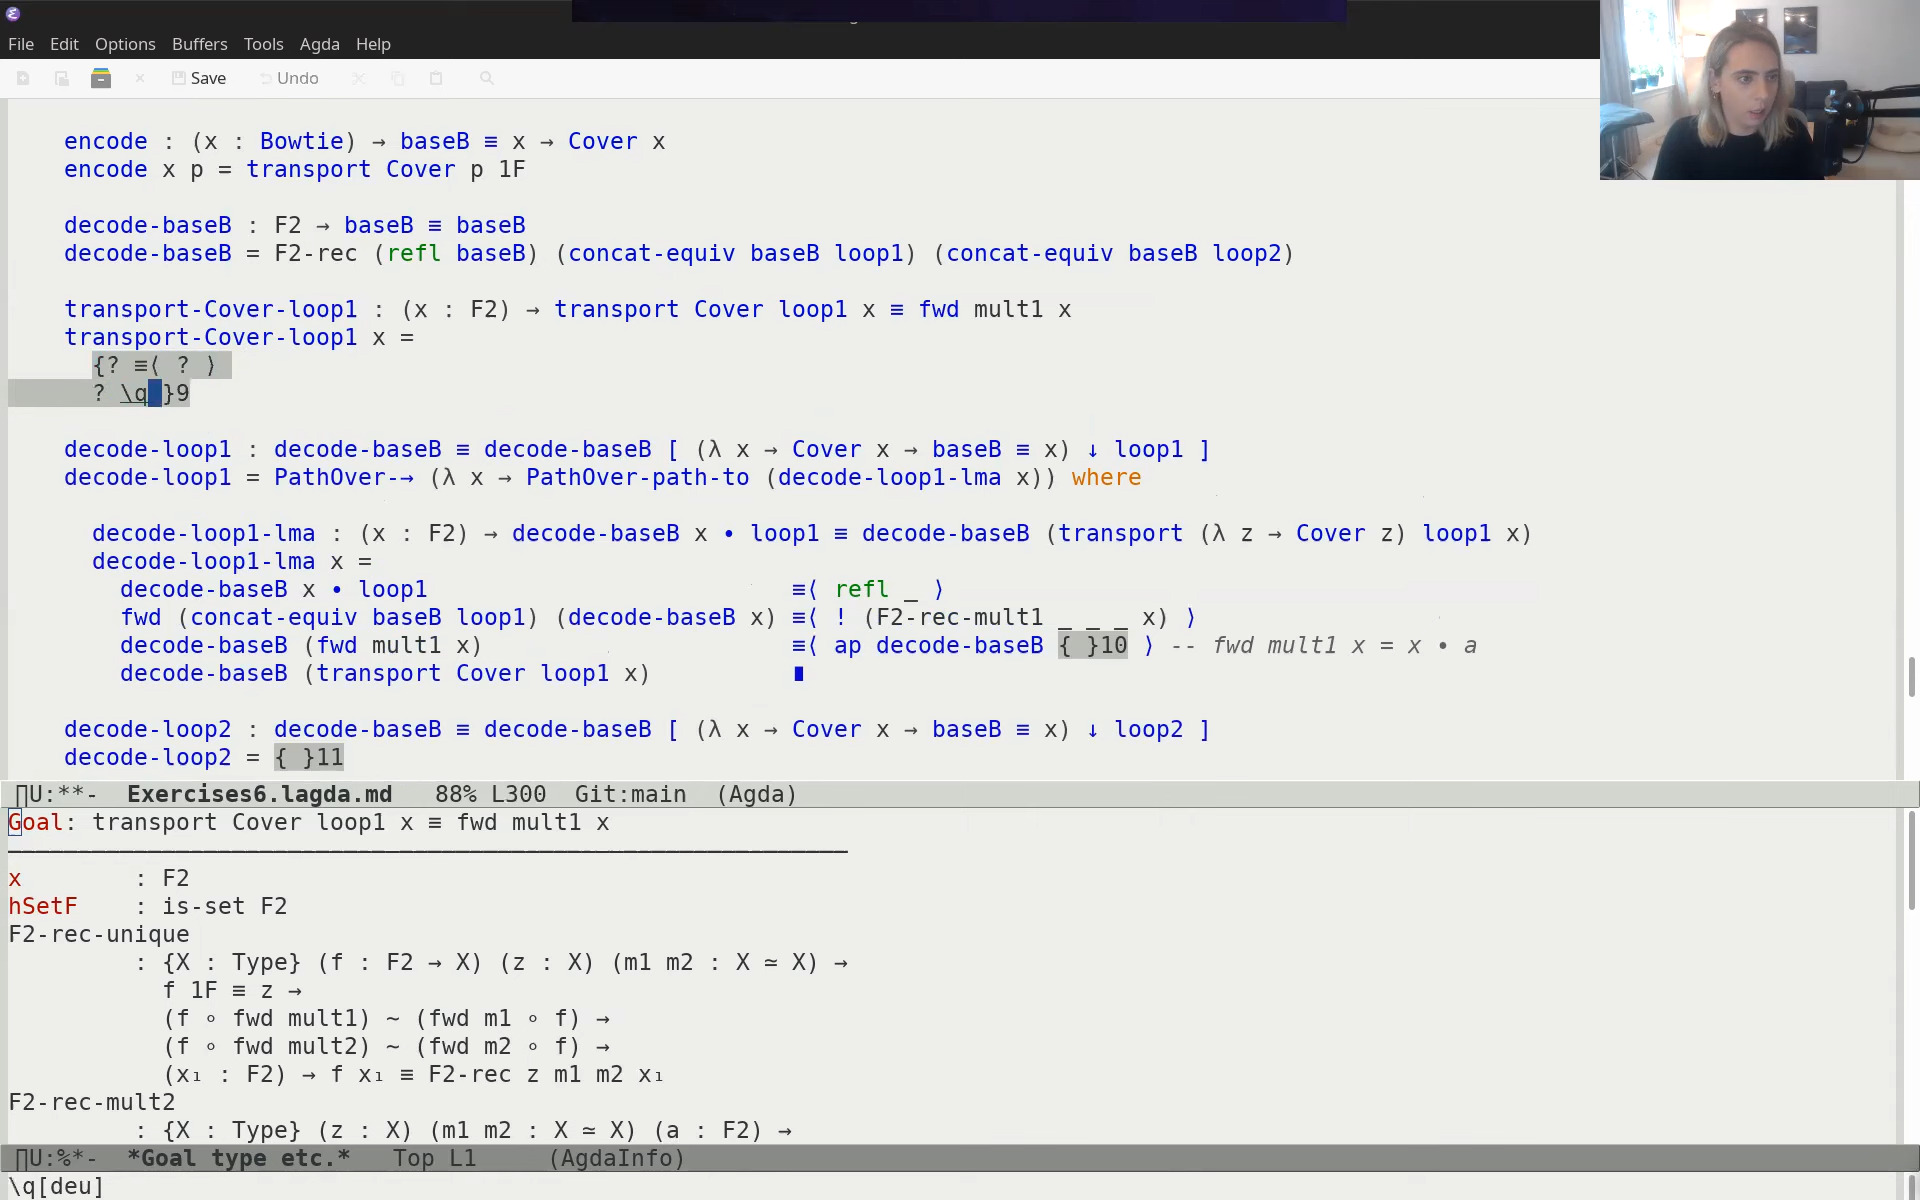 File Edit Options Buffers Tools Agda Help
Save Undo
encode : (x : Bowtie) → baseB ≡ x → Cover x
encode x p = transport Cover p 1F
decode-baseB : F2 → baseB ≡ baseB
decode-baseB = F2-rec (refl baseB) (concat-equiv baseB loop1) (concat-equiv baseB loop2)
transport-Cover-loop1 : (x : F2) → transport Cover loop1 x ≡ fwd mult1 x
transport-Cover-loop1 x =
{? ≡⟨ ? ⟩
? \q }9
decode-loop1 : decode-baseB ≡ decode-baseB [ (λ x → Cover x → baseB ≡ x) ↓ loop1 ]
decode-loop1 = PathOver-→ (λ x → PathOver-path-to (decode-loop1-lma x)) where
decode-loop1-lma : (x : F2) → decode-baseB x ∙ loop1 ≡ decode-baseB (transport (λ z → Cover z) loop1 x)
decode-loop1-lma x =
decode-baseB x ∙ loop1 ≡⟨ refl _ ⟩
fwd (concat-equiv baseB loop1) (decode-baseB x) ≡⟨ ! (F2-rec-mult1 _ _ _ x) ⟩
decode-baseB (fwd mult1 x) ≡⟨ ap decode-baseB { }10 ⟩ -- fwd mult1 x = x ∙ a
decode-baseB (transport Cover loop1 x) ∎
decode-loop2 : decode-baseB ≡ decode-baseB [ (λ x → Cover x → baseB ≡ x) ↓ loop2 ]
decode-loop2 = { }11
∏U:**- Exercises6.lagda.md 88% L300 Git:main (Agda)
Goal: transport Cover loop1 x ≡ fwd mult1 x
x : F2
hSetF : is-set F2
F2-rec-unique
: {X : Type} (f : F2 → X) (z : X) (m1 m2 : X ≃ X) →
f 1F ≡ z →
(f ∘ fwd mult1) ∼ (fwd m1 ∘ f) →
(f ∘ fwd mult2) ∼ (fwd m2 ∘ f) →
(x₁ : F2) → f x₁ ≡ F2-rec z m1 m2 x₁
F2-rec-mult2
: {X : Type} (z : X) (m1 m2 : X ≃ X) (a : F2) →
∏U:%*- *Goal type etc.* Top L1 (AgdaInfo)
\q[deu]